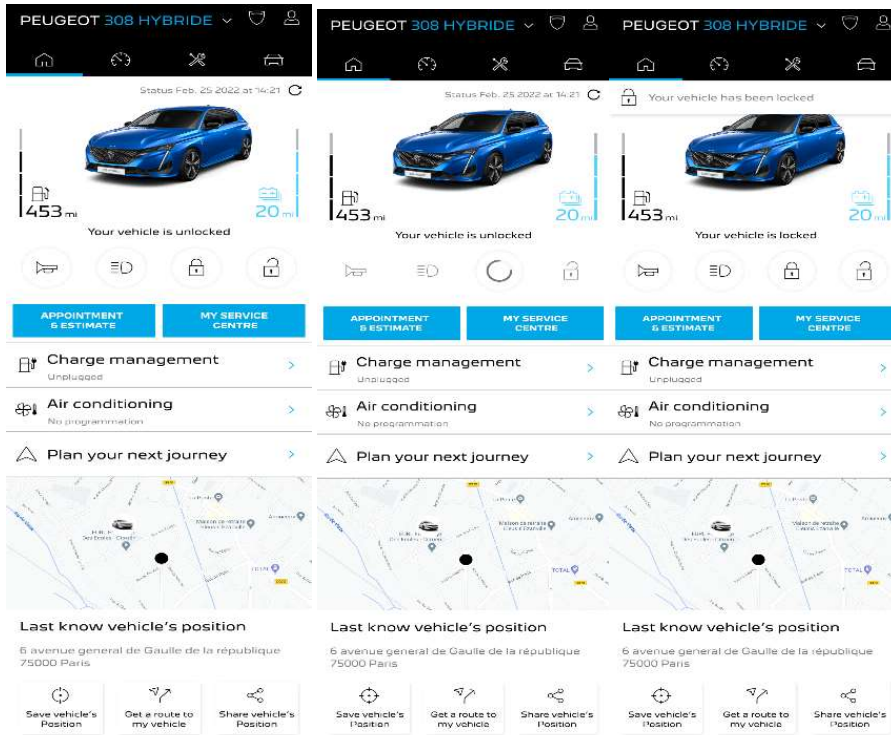 PEUGEOT 308 HYBRIDE
Status Feb. 25 2022 at 14:21
453 mi
20 mi
Your vehicle is unlocked
APPOINTMENT
& ESTIMATE
MY SERVICE
CENTRE
Charge management
Unplugged
Air conditioning
No programmation
Plan your next journey
TOTAL
Last know vehicle's position
6 avenue general de Gaulle de la république
75000 Paris
Save vehicle's
Position
Get a route to
my vehicle
Share vehicle's
Position
PEUGEOT 308 HYBRIDE
Status Feb. 25 2022 at 14:21
453 mi
20 mi
Your vehicle is unlocked
APPOINTMENT
& ESTIMATE
MY SERVICE
CENTRE
Charge management
Unplugged
Air conditioning
No programmation
Plan your next journey
TOTAL
Last know vehicle's position
6 avenue general de Gaulle de la république
75000 Paris
Save vehicle's
Position
Get a route to
my vehicle
Share vehicle's
Position
PEUGEOT 308 HYBRIDE
Your vehicle has been locked
453 mi
20 mi
Your vehicle is locked
APPOINTMENT
& ESTIMATE
MY SERVICE
CENTRE
Charge management
Unplugged
Air conditioning
No programmation
Plan your next journey
TOTAL
Last know vehicle's position
6 avenue general de Gaulle de la république
75000 Paris
Save vehicle's
Position
Get a route to
my vehicle
Share vehicle's
Position